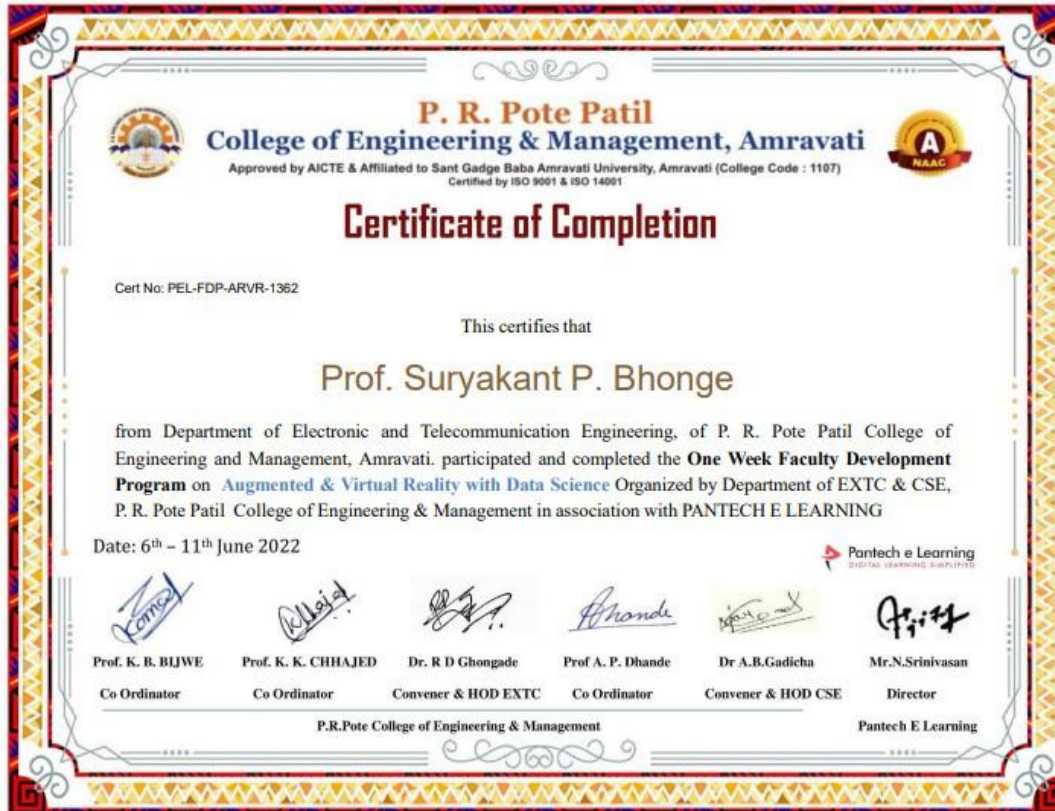 P. R. Pote Patil
College of Engineering & Management, Amravati
Approved by AICTE & Affiliated to Sant Gadge Baba Amravati University, Amravati (College Code : 1107)
Certified by ISO 9001 & ISO 14001
A
NAAC
Certificate of Completion
Cert No: PEL-FDP-ARVR-1362
This certifies that
Prof. Suryakant P. Bhonge
from Department of Electronic and Telecommunication Engineering, of P. R. Pote Patil College of
Engineering and Management, Amravati. participated and completed the One Week Faculty Development
Program on Augmented & Virtual Reality with Data Science Organized by Department of EXTC & CSE,
P. R. Pote Patil College of Engineering & Management in association with PANTECH E LEARNING
Date: 6th – 11th June 2022
Pantech e Learning
DIGITAL LEARNING SIMPLIFIED
Prof. K. B. BIJWE Prof. K. K. CHHAJED Dr. R D Ghongade Prof A. P. Dhande Dr A.B.Gadicha Mr.N.Srinivasan
Co Ordinator Co Ordinator Convener & HOD EXTC Co Ordinator Convener & HOD CSE Director
P.R.Pote College of Engineering & Management Pantech E Learning